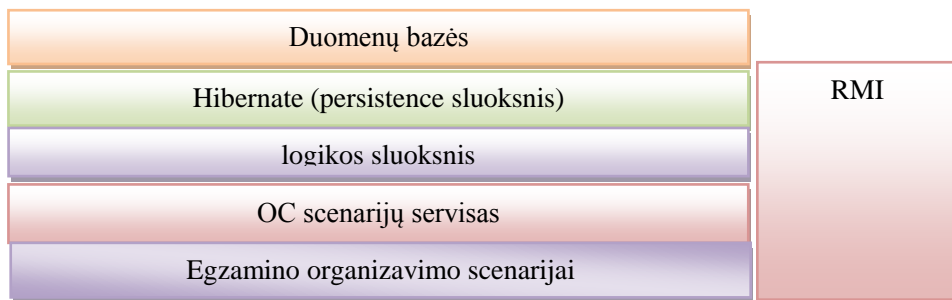 Duomenų bazės
RMI
Hibernate (persistence sluoksnis)
logikos sluoksnis
OC scenarijų servisas
Egzamino organizavimo scenarijai